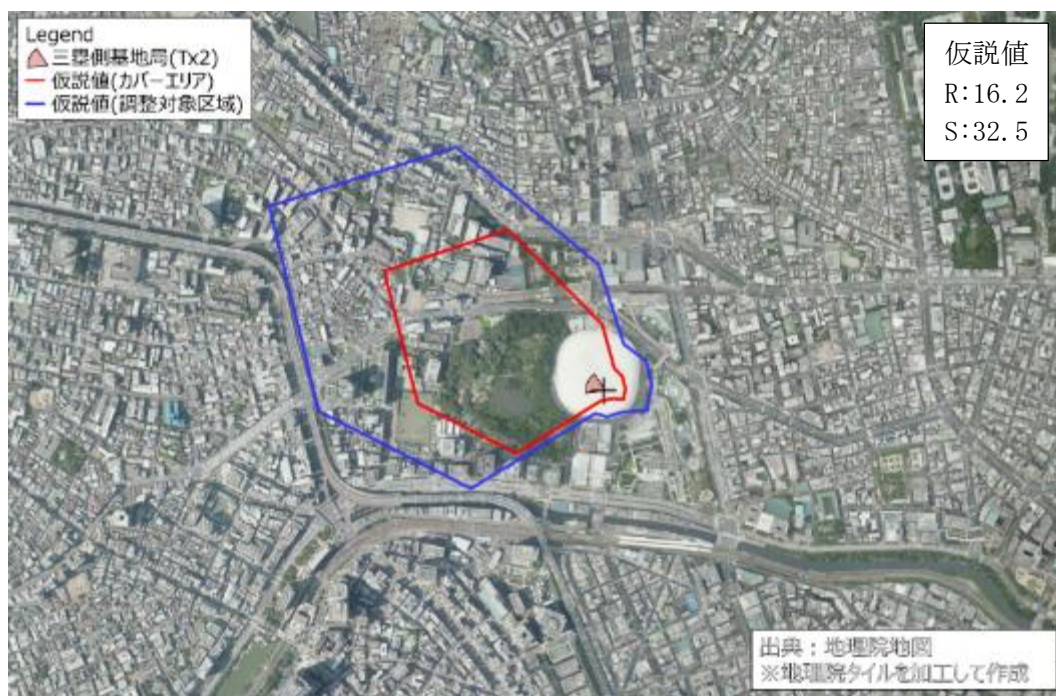 Legend
三塁側基地局(Tx2)
仮説値(カバーエリア)
仮説値(調整対象区域)
仮説値
R:16.2
S:32.5
出典：地理院地図
※地理院タイルを加工して作成